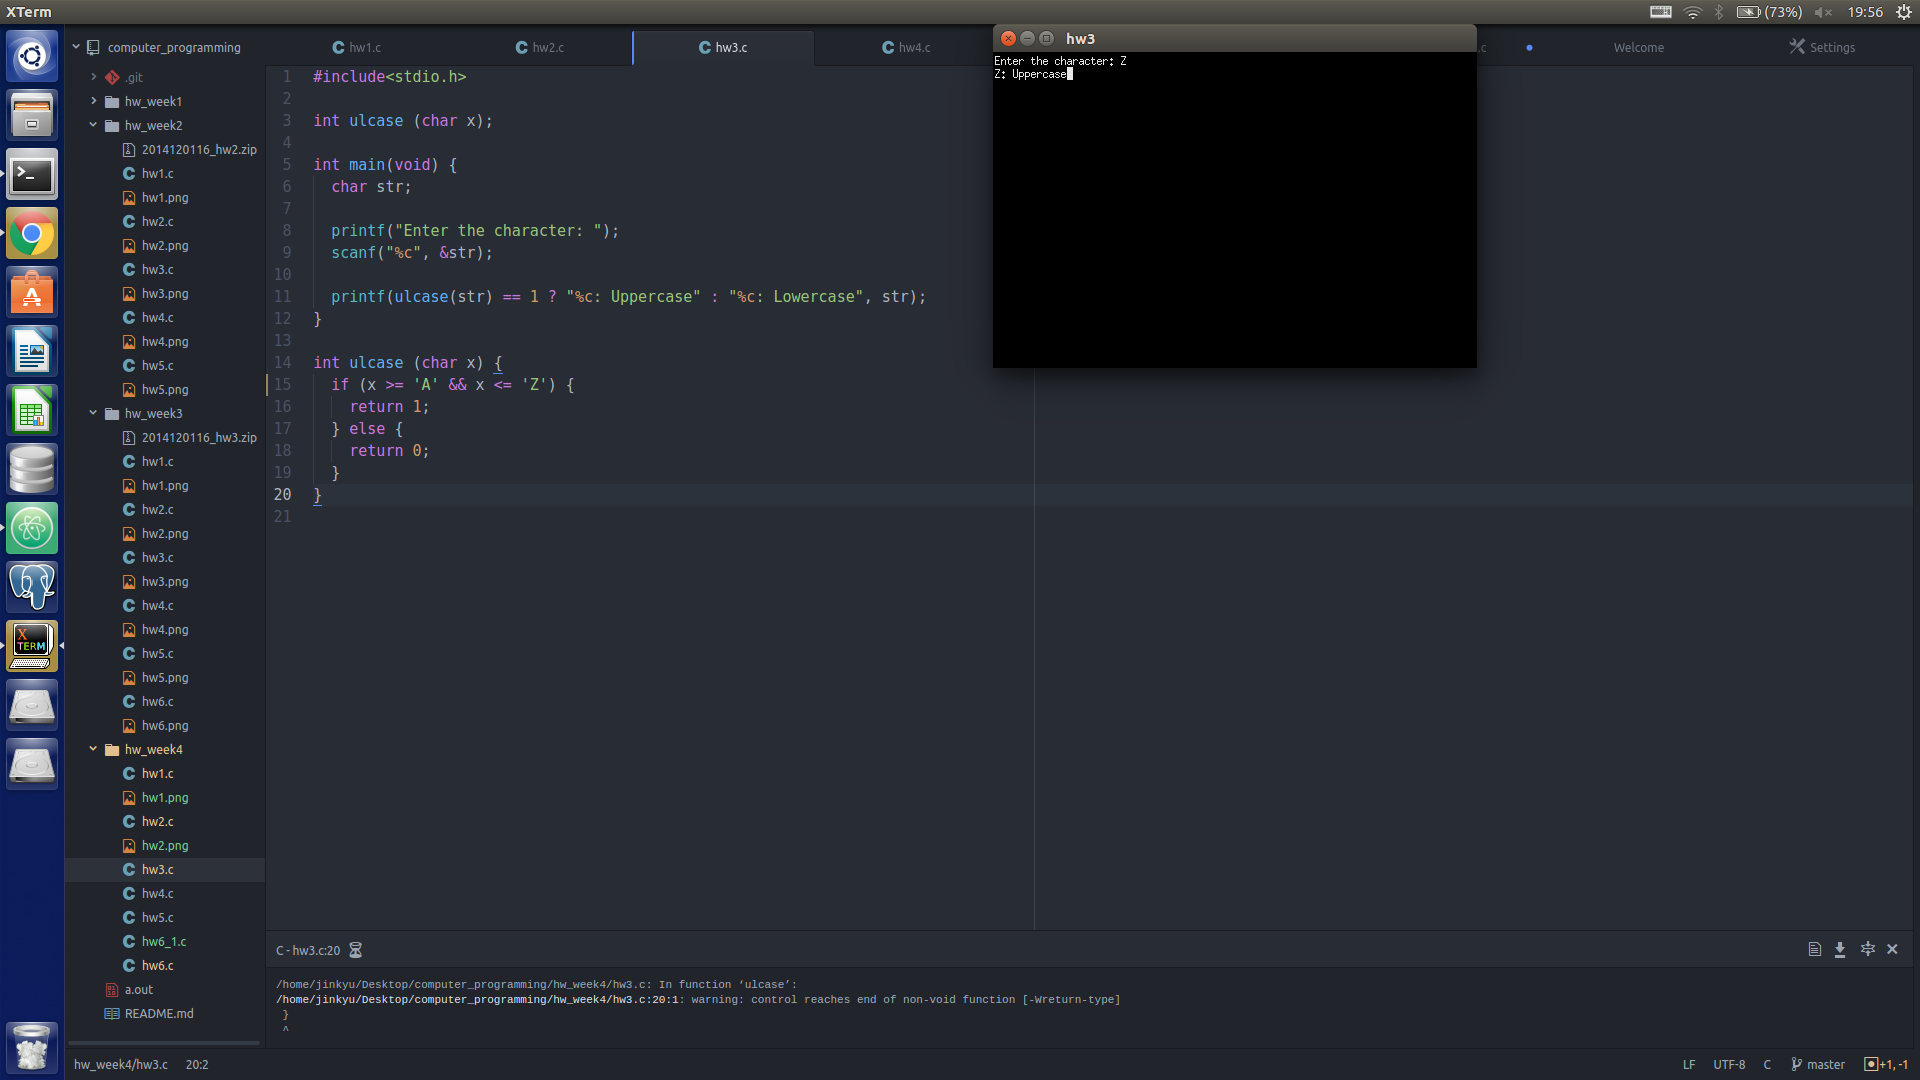 XTerm
(73%)
19:56
computer_programming
.git
hw_week1
hw_week2
2014120116_hw2.zip
hw1.c
hw1.png
hw2.c
hw2.png
hw3.c
hw3.png
hw4.c
hw4.png
hw5.c
hw5.png
hw_week3
2014120116_hw3.zip
hw1.c
hw1.png
hw2.c
hw2.png
hw3.c
hw3.png
hw4.c
hw4.png
hw5.c
hw5.png
hw6.c
hw6.png
hw_week4
hw1.c
hw1.png
hw2.c
hw2.png
hw3.c
hw4.c
hw5.c
hw6_1.c
hw6.c
a.out
README.md
hw1.c
hw2.c
hw3.c
hw4.c
.c
Welcome
Settings
1 #include<stdio.h>
2
3 int ulcase (char x);
4
5 int main(void) {
6 char str;
7
8 printf("Enter the character: ");
9 scanf("%c", &str);
10
11 printf(ulcase(str) == 1 ? "%c: Uppercase" : "%c: Lowercase", str);
12 }
13
14 int ulcase (char x) {
15 if (x >= 'A' && x <= 'Z') {
16 return 1;
17 } else {
18 return 0;
19 }
20 }
21
hw3
Enter the character: Z
Z: Uppercase
X
TERM
C - hw3.c:20
/home/jinkyu/Desktop/computer_programming/hw_week4/hw3.c: In function ‘ulcase’:
/home/jinkyu/Desktop/computer_programming/hw_week4/hw3.c:20:1: warning: control reaches end of non-void function [-Wreturn-type]
}
^
hw_week4/hw3.c 20:2
LF UTF-8 C master +1, -1